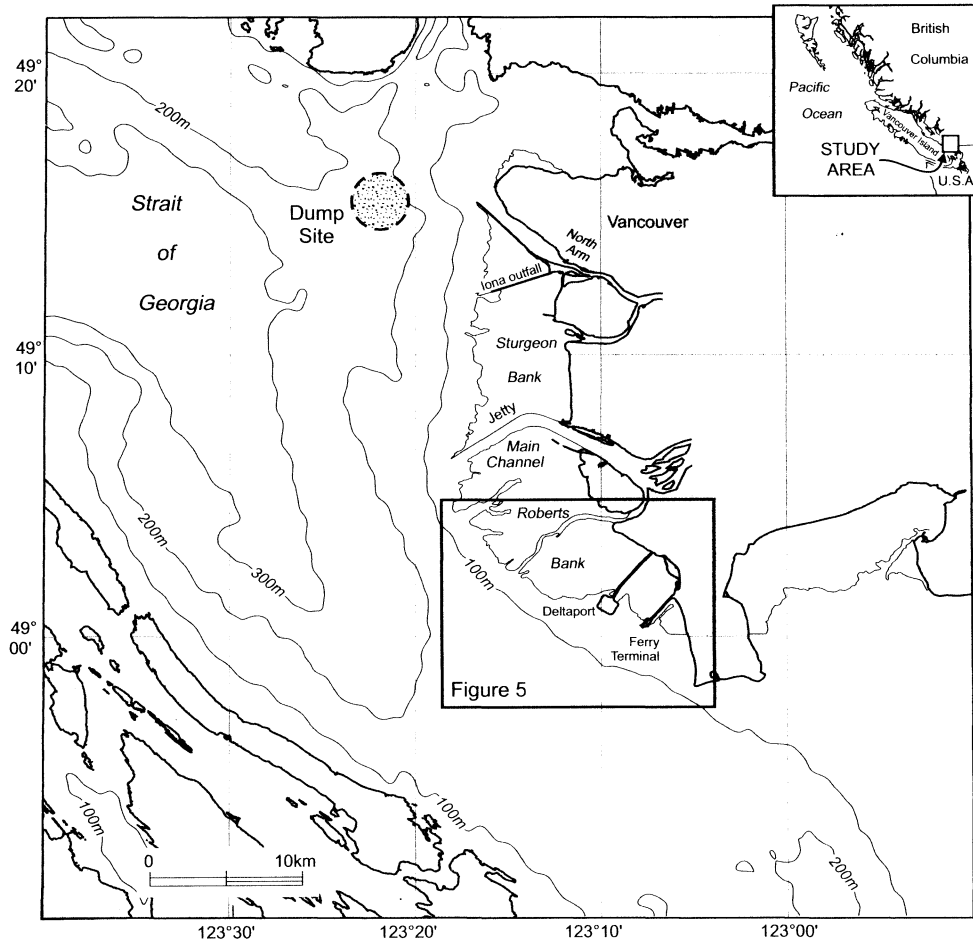 British
Columbia
Pacific
Ocean
Vancouver Island
STUDY
AREA
U.S.A
49°
20'
200m
Strait
of
Georgia
Dump
Site
North
Arm
Vancouver
Iona outfall
Sturgeon
Bank
49°
10'
Jetty
Main
Channel
Roberts
Bank
200m
300m
100m
Deltaport
Ferry
Terminal
49°
00'
Figure 5
100m
100m
200m
0 10km
123°30' 123°20' 123°10' 123°00'